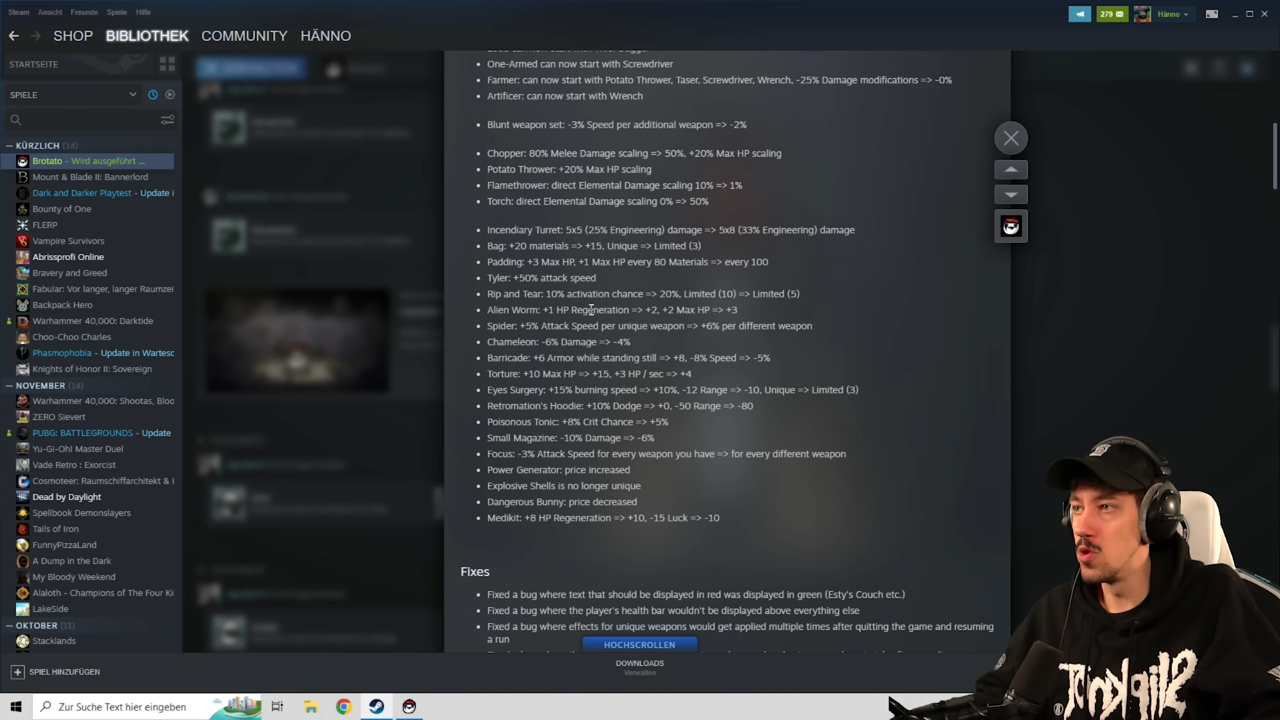 Steam Ansicht Freunde Spiele Hilfe
279 Hänno
SHOP BIBLIOTHEK COMMUNITY HÄNNO
STARTSEITE
SPIELE
KÜRZLICH (14)
Brotato – Wird ausgeführt ...
Mount & Blade II: Bannerlord
Dark and Darker Playtest - Update
Bounty of One
FLERP
Vampire Survivors
Abrissprofi Online
Bravery and Greed
Fabular: Vor langer, langer Raumzei
Backpack Hero
Warhammer 40,000: Darktide
Choo-Choo Charles
Phasmophobia - Update in Wartesc
Knights of Honor II: Sovereign
NOVEMBER (14)
Warhammer 40,000: Shootas, Bloo
ZERO Sievert
PUBG: BATTLEGROUNDS - Update
Yu-Gi-Oh! Master Duel
Vade Retro : Exorcist
Cosmoteer: Raumschiffarchitekt &
Dead by Daylight
Spellbook Demonslayers
Tails of Iron
FunnyPizzaLand
A Dump in the Dark
My Bloody Weekend
Alaloth - Champions of The Four Ki
LakeSide
OKTOBER
Stacklands
SPIEL HINZUFÜGEN
One-Armed can now start with Screwdriver
Farmer: can now start with Potato Thrower, Taser, Screwdriver, Wrench, -25% Damage modifications => -0%
Artificer: can now start with Wrench
Blunt weapon set: -3% Speed per additional weapon => -2%
Chopper: 80% Melee Damage scaling => 50%, +20% Max HP scaling
Potato Thrower: +20% Max HP scaling
Flamethrower: direct Elemental Damage scaling 10% => 1%
Torch: direct Elemental Damage scaling 0% => 50%
Incendiary Turret: 5x5 (25% Engineering) damage => 5x8 (33% Engineering) damage
Bag: +20 materials => +15, Unique => Limited (3)
Padding: +3 Max HP, +1 Max HP every 80 Materials => every 100
Tyler: +50% attack speed
Rip and Tear: 10% activation chance => 20%, Limited (10) => Limited (5)
Alien Worm: +1 HP Regeneration => +2, +2 Max HP => +3
Spider: +5% Attack Speed per unique weapon => +6% per different weapon
Chameleon: -6% Damage => -4%
Barricade: +6 Armor while standing still => +8, -8% Speed => -5%
Torture: +10 Max HP => +15, +3 HP / sec => +4
Eyes Surgery: +15% burning speed => +10%, -12 Range => -10, Unique => Limited (3)
Retromation's Hoodie: +10% Dodge => +0, -50 Range => -80
Poisonous Tonic: +8% Crit Chance => +5%
Small Magazine: -10% Damage => -6%
Focus: -3% Attack Speed for every weapon you have => for every different weapon
Power Generator: price increased
Explosive Shells is no longer unique
Dangerous Bunny: price decreased
Medikit: +8 HP Regeneration => +10, -15 Luck => -10
Fixes
Fixed a bug where text that should be displayed in red was displayed in green (Esty's Couch etc.)
Fixed a bug where the player's health bar wouldn't be displayed above everything else
Fixed a bug where effects for unique weapons would get applied multiple times after quitting the game and resuming
a run
HOCHSCROLLEN
DOWNLOADS
Verwalten
Zur Suche Text hier eingeben
Slipknot